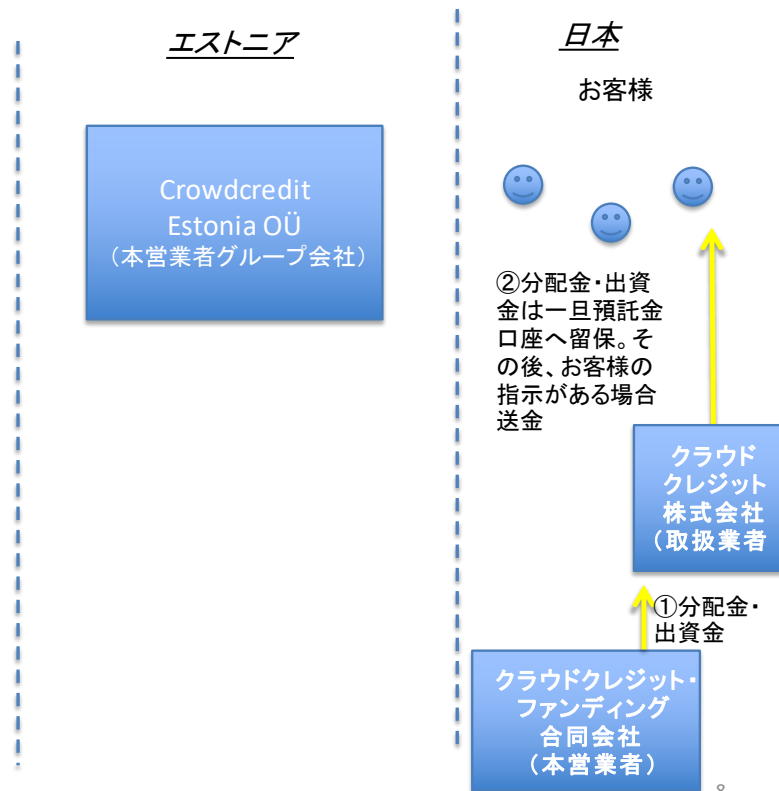 エストニア
日本
お客様
Crowdcredit
Estonia OÜ
（本営業者グループ会社）
②分配金・出資
金は一旦預託金
口座へ留保。そ
の後、お客様の
指示がある場合
送金
クラウド
クレジット
株式会社
（取扱業者
①分配金・
出資金
クラウドクレジット・
ファンディング
合同会社
（本営業者）